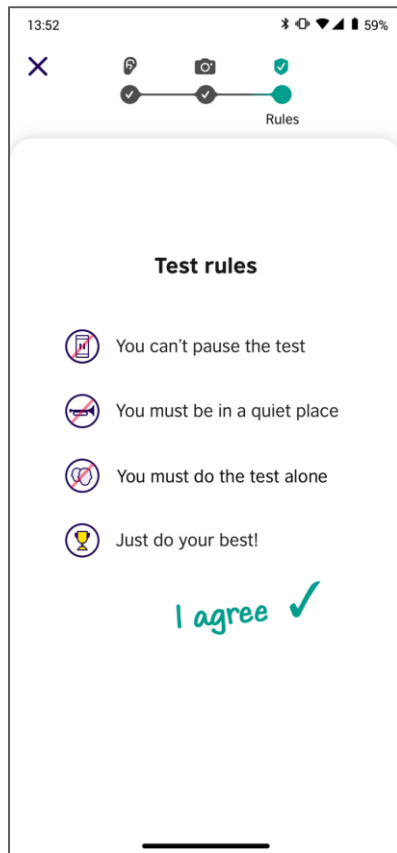 13:52
59%
Rules
Test rules
You can't pause the test
You must be in a quiet place
You must do the test alone
Just do your best!
I agree ✓